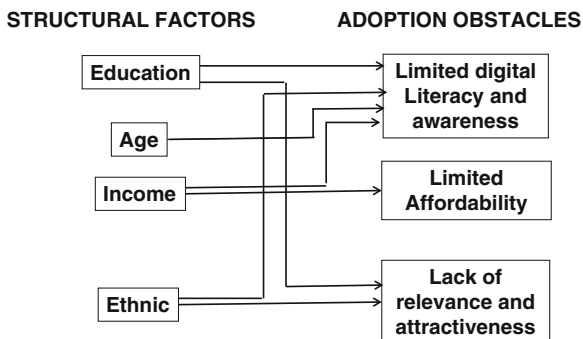 STRUCTURAL FACTORS
ADOPTION OBSTACLES
Education
Age
Income
Ethnic
Limited digital
Literacy and
awareness
Limited
Affordability
Lack of
relevance and
attractiveness